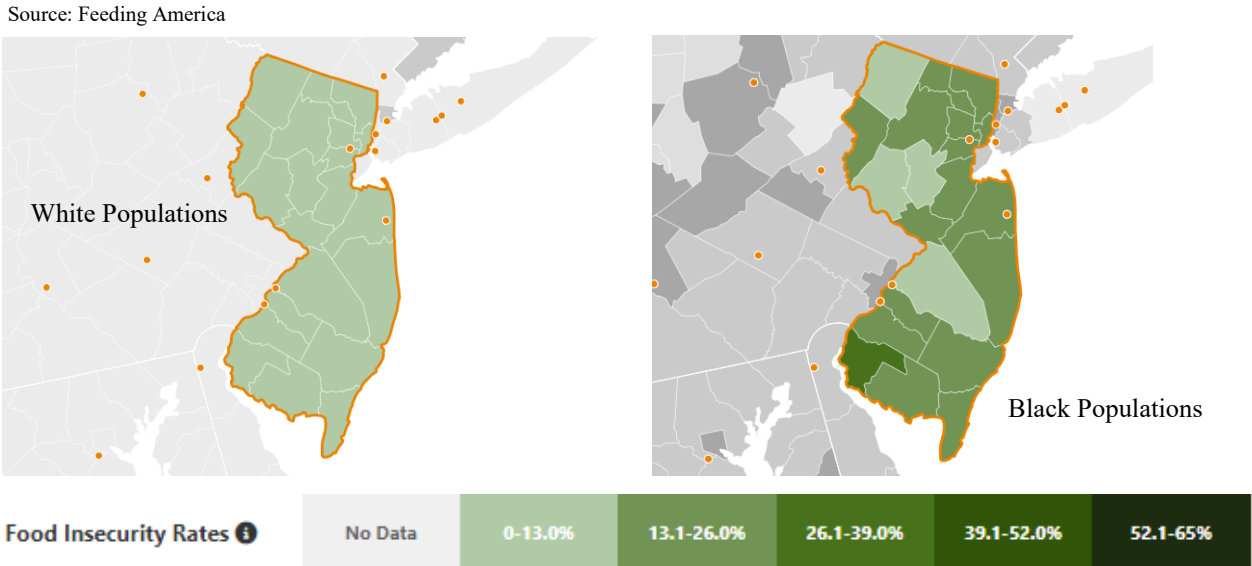 Source: Feeding America
White Populations
Black Populations
Food Insecurity Rates i
No Data
0-13.0%
13.1-26.0%
26.1-39.0%
39.1-52.0%
52.1-65%